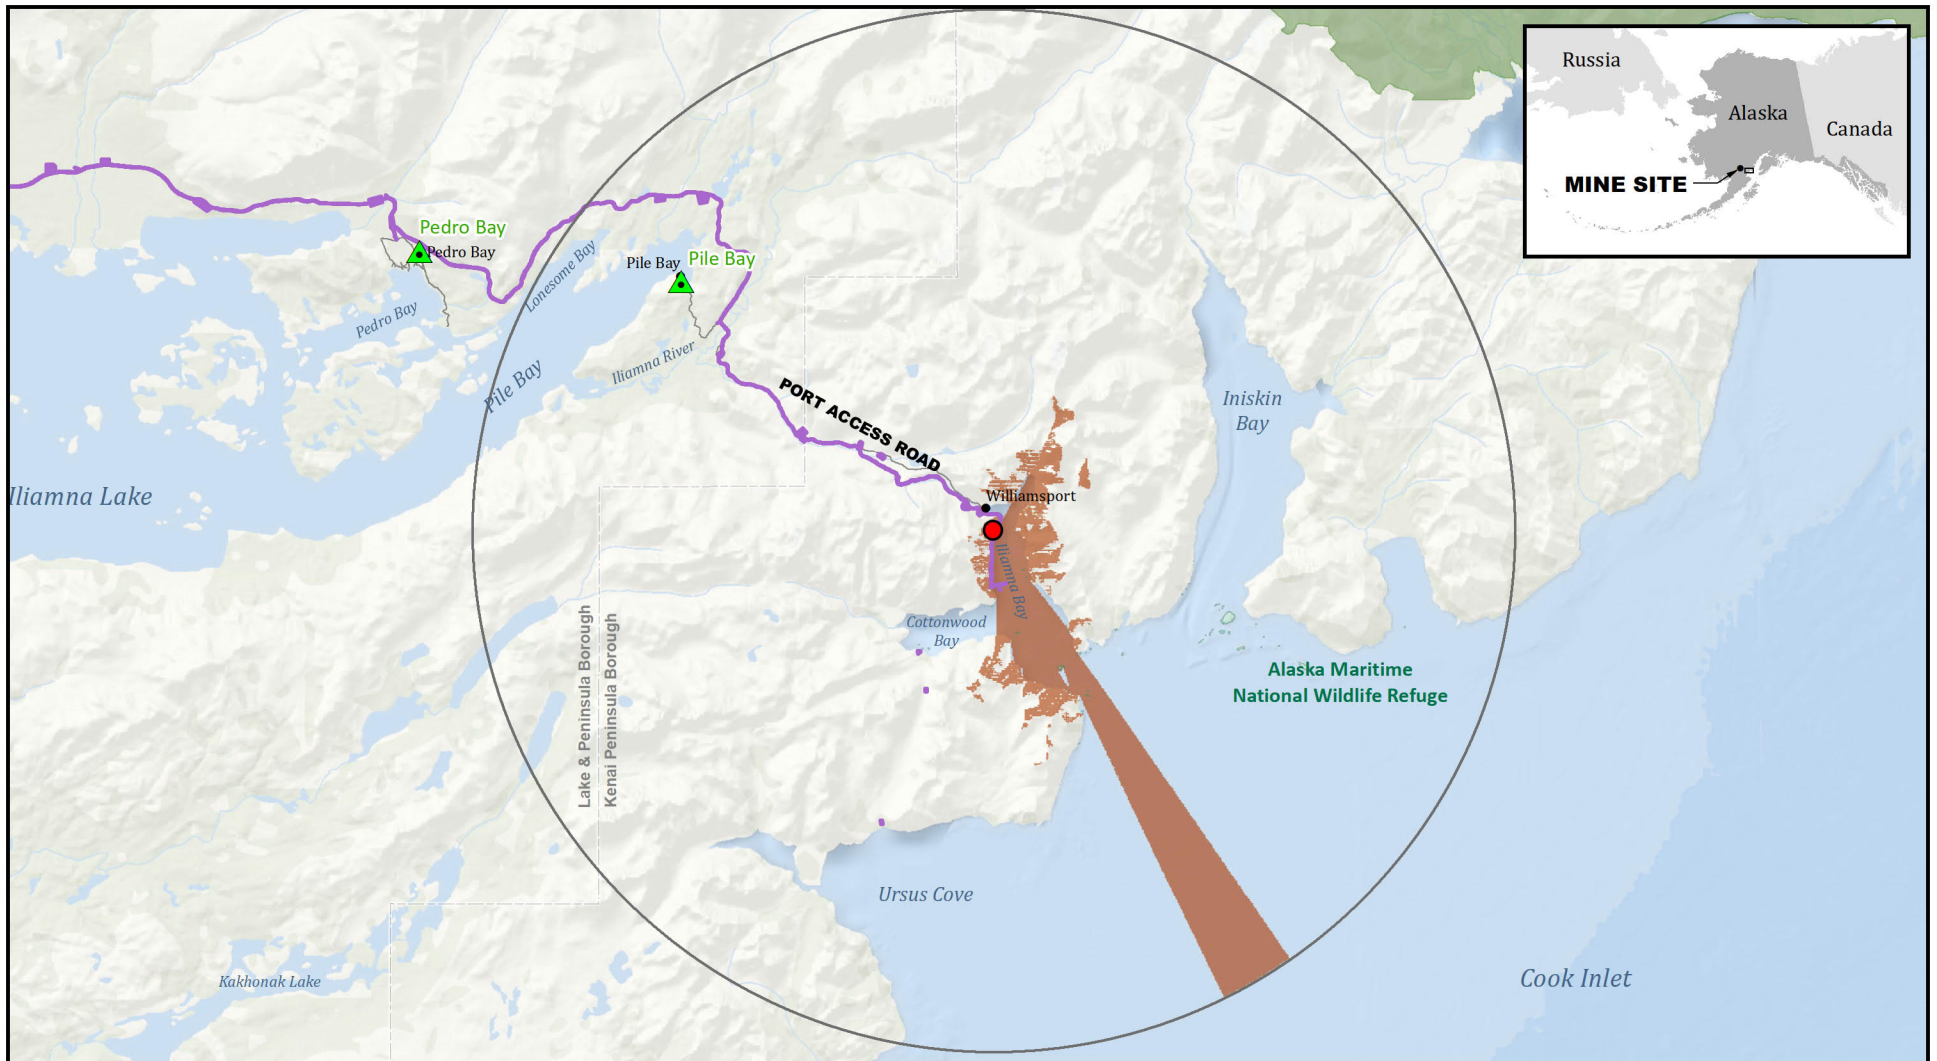 Russia
Alaska
Canada
MINE SITE
Pedro Bay
Pedro Bay
Lonesome Bay
Pile Bay
Pile Bay
Pedro Bay
Iliamna River
Pile Bay
PORT ACCESS ROAD
Iniskin
Bay
Iliamna Lake
Williamsport
Iliamna Bay
Cottonwood
Bay
Lake & Peninsula Borough
Kenai Peninsula Borough
Alaska Maritime
National Wildlife Refuge
Ursus Cove
Kakhonak Lake
Cook Inlet